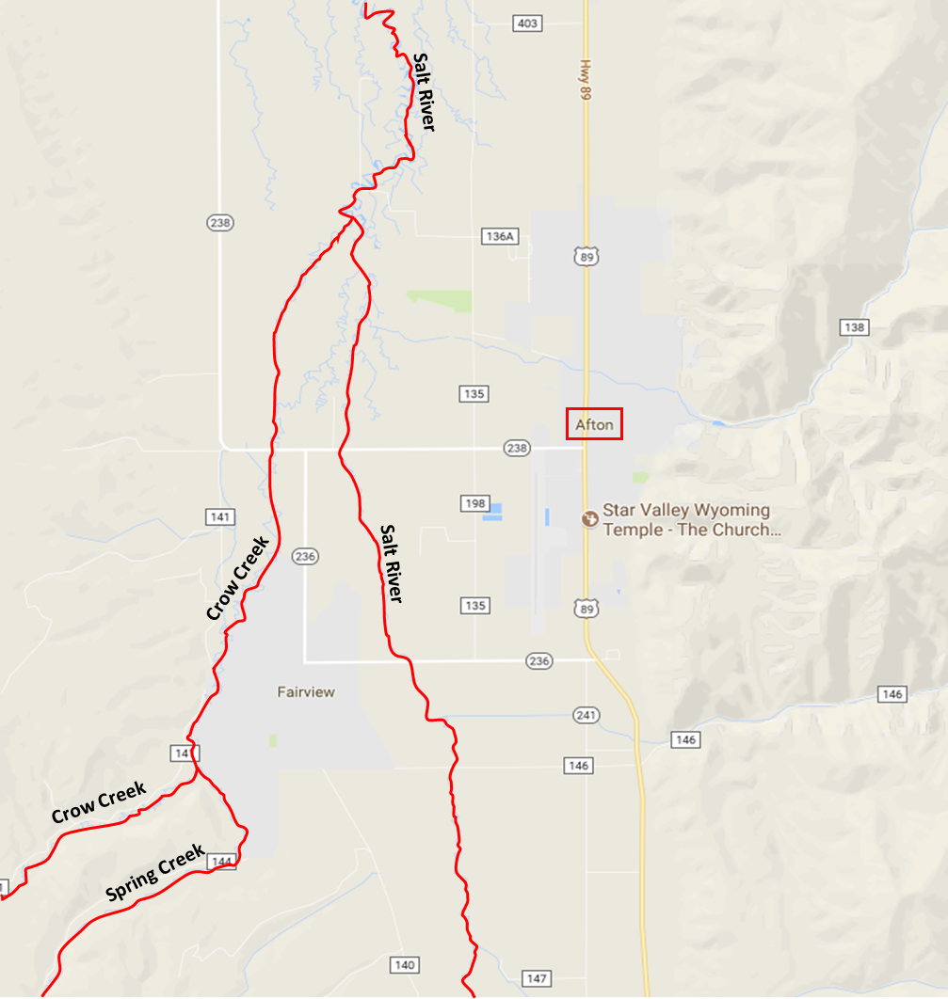 403
Hwy 89
Salt River
238
136A
89
138
135
Afton
238
198
Star Valley Wyoming
Temple - The Church...
141
236
Crow Creek
Salt River
135
89
236
Fairview
146
241
146
141
146
Crow Creek
144
Spring Creek
140
147